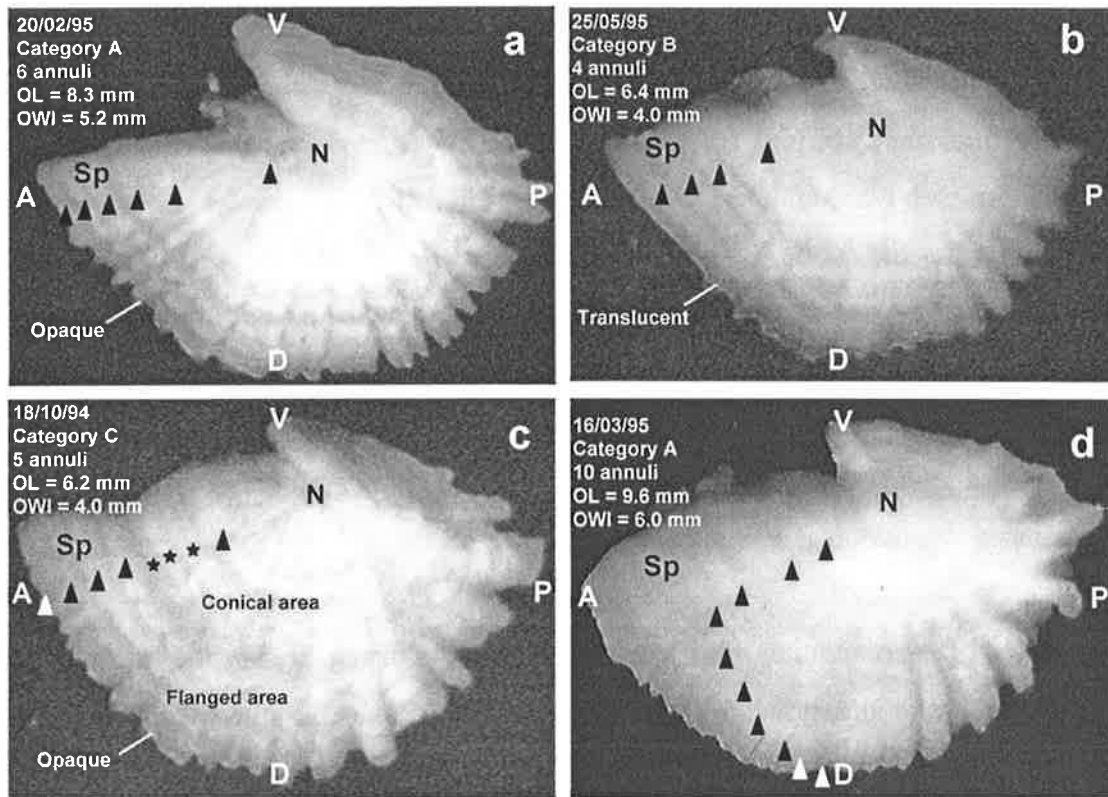 20/02/95
Category A
6 annuli
OL = 8.3 mm
OWI = 5.2 mm
V
a
N
Sp
A
P
Opaque
D
25/05/95
Category B
4 annuli
OL = 6.4 mm
OWI = 4.0 mm
V
b
N
Sp
A
P
Translucent
D
18/10/94
Category C
5 annuli
OL = 6.2 mm
OWI = 4.0 mm
V
c
N
Sp
A
P
Conical area
Flanged area
Opaque
D
16/03/95
Category A
10 annuli
OL = 9.6 mm
OWI = 6.0 mm
V
d
N
Sp
A
P
D